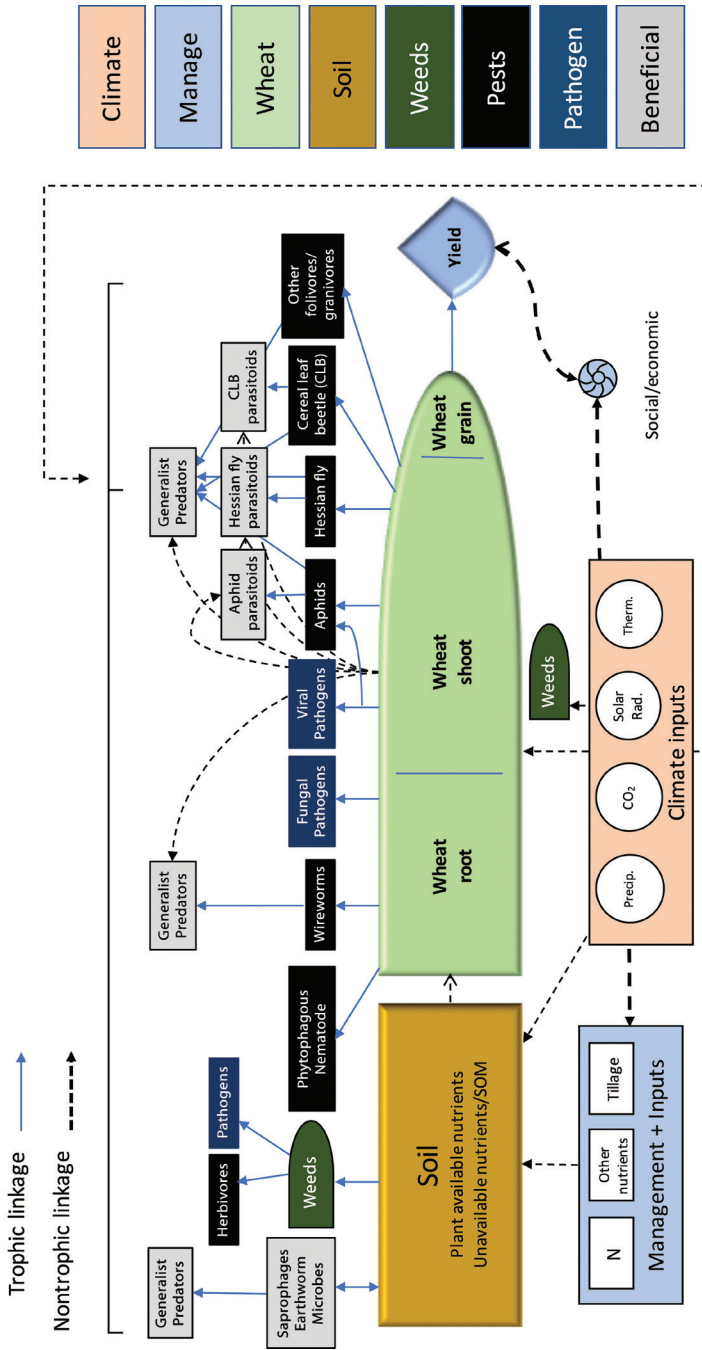 Trophic linkage
Nontrophic linkage
Generalist
Predators
Saprophages
Earthworm
Microbes
Herbivores
Pathogens
Weeds
Phytophagous
Nematode
Generalist
Predators
Wireworms
Fungal
Pathogens
Viral
Pathogens
Aphid
parasitoids
Aphids
Generalist
Predators
Hessian fly
parasitoids
Hessian fly
CLB
parasitoids
Cereal leaf
beetle (CLB)
Other
folivores/
granivores
Soil
Plant available nutrients
Unavailable nutrients/SOM
Wheat
root
Wheat
shoot
Wheat
grain
Yield
Weeds
Social/economic
N
Other
nutrients
Tillage
Management + Inputs
Precip.
CO₂
Solar
Rad.
Therm.
Climate inputs
Climate
Manage
Wheat
Soil
Weeds
Pests
Pathogen
Beneficial